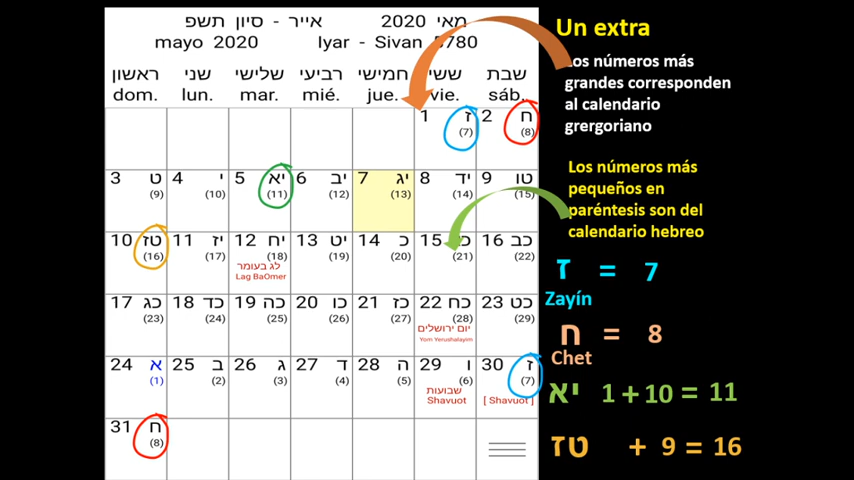 מאי 2020 אייר - סיון תשפ
mayo 2020 Iyar - Sivan 5780
ראשון שני שלישי רביעי חמישי ששי שבת
dom. lun. mar. mié. jue. vie. sáb.
1 ז 2 ח
(7) (8)
3 ט 4 י 5 יא 6 יב 7 יג 8 יד 9 טו
(9) (10) (11) (12) (13) (14) (15)
10 טז 11 יז 12 יח 13 יט 14 כ 15 16 כב
(16) (17) (18) (19) (20) (21) (22)
לג בעומר
Lag BaOmer
17 כג 18 כד 19 כה 20 כו 21 כז 22 כח 23 כט
(23) (24) (25) (26) (27) (28) (29)
יום ירושלים
Yom Yerushalayim
24 א 25 ב 26 ג 27 ד 28 ה 29 ו 30 ז
(1) (2) (3) (4) (5) (6) (7)
שבועות
Shavuot [ Shavuot ]
31 ח
(8)
Un extra
Los números más
grandes corresponden
al calendario
grergoriano
Los números más
pequeños en
paréntesis son del
calendario hebreo
ז = 7
Zayín
ח = 8
Chet
יא 1 + 10 = 11
טז + 9 = 16